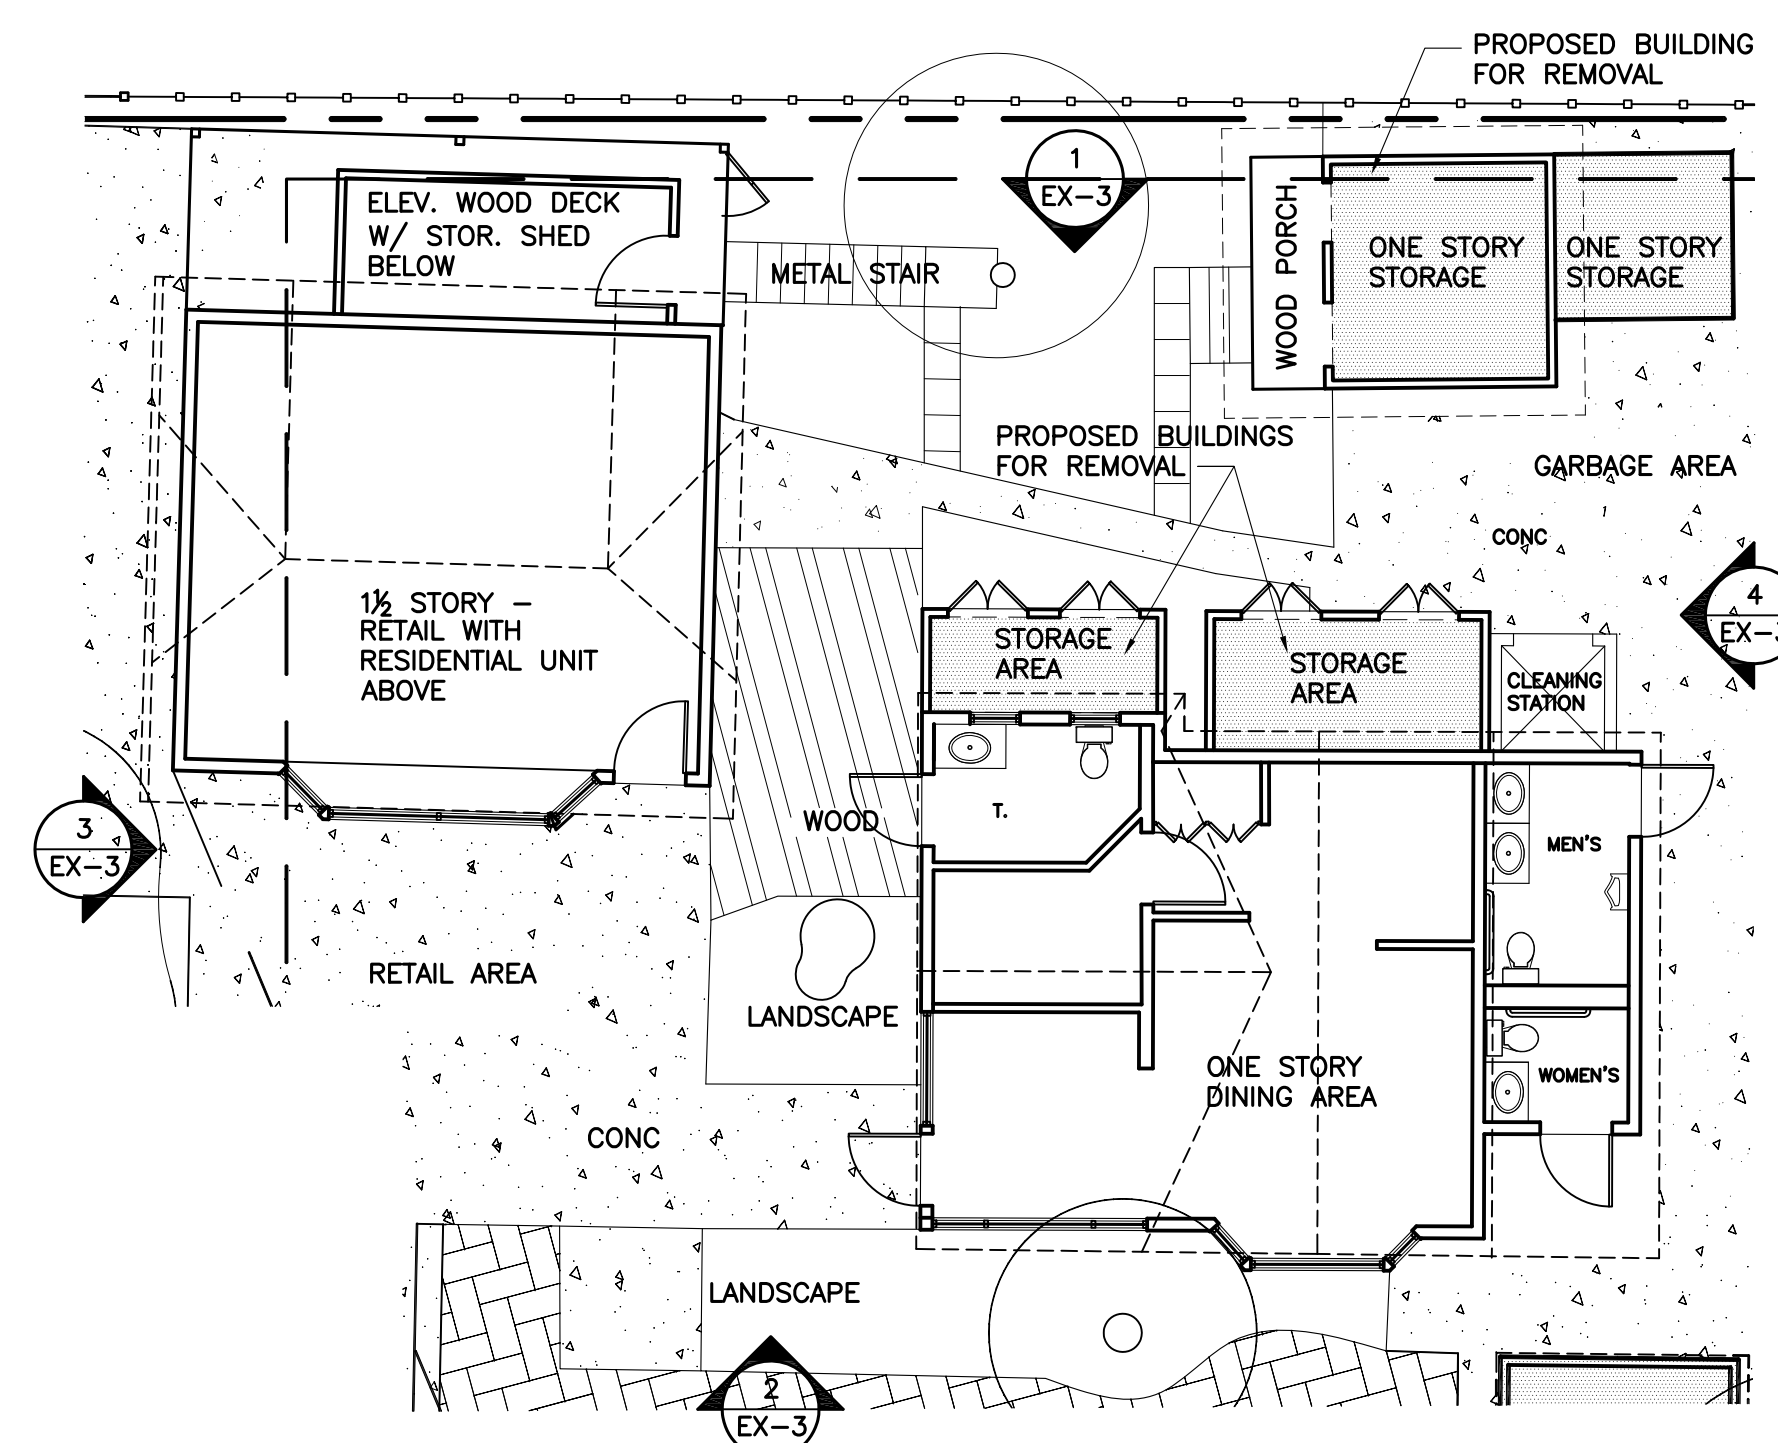 PROPOSED BUILDING
FOR REMOVAL
1
EX-3
ELEV. WOOD DECK
W/ STOR. SHED
BELOW
METAL STAIR
WOOD PORCH
ONE STORY
STORAGE
ONE STORY
STORAGE
PROPOSED BUILDINGS
FOR REMOVAL
GARBAGE AREA
CONC
4
EX-3
1½ STORY –
RETAIL WITH
RESIDENTIAL UNIT
ABOVE
STORAGE
AREA
STORAGE
AREA
CLEANING
STATION
3
EX-3
WOOD
T.
MEN'S
RETAIL AREA
LANDSCAPE
ONE STORY
DINING AREA
WOMEN'S
CONC
LANDSCAPE
2
EX-3